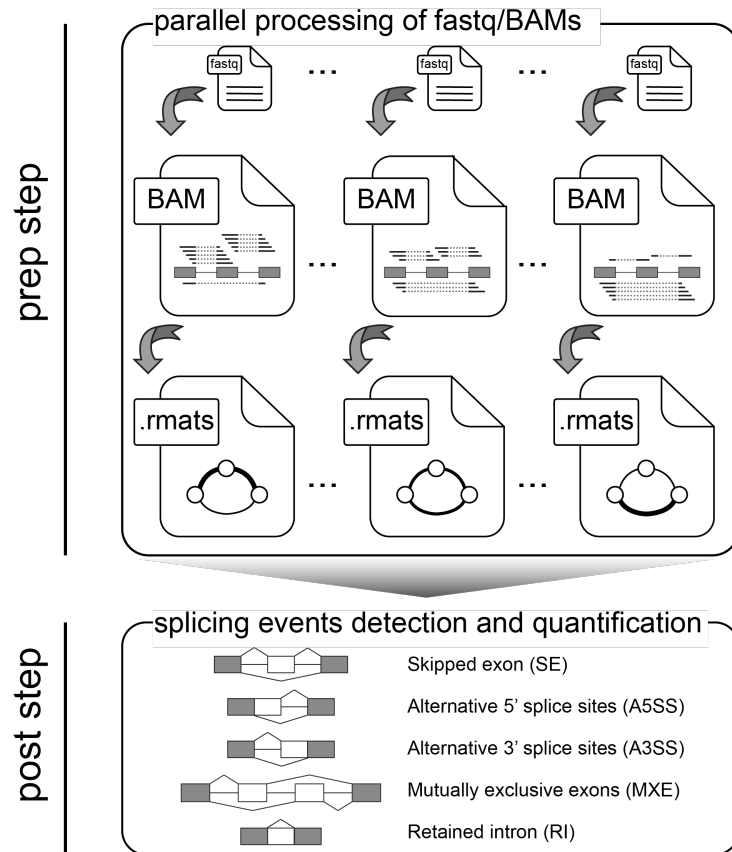 parallel processing of fastq/BAMs
fastq ... fastq ... fastq
prep step
BAM BAM BAM
... ...
.rmats .rmats .rmats
... ...
splicing events detection and quantification
post step
Skipped exon (SE)
Alternative 5' splice sites (A5SS)
Alternative 3' splice sites (A3SS)
Mutually exclusive exons (MXE)
Retained intron (RI)